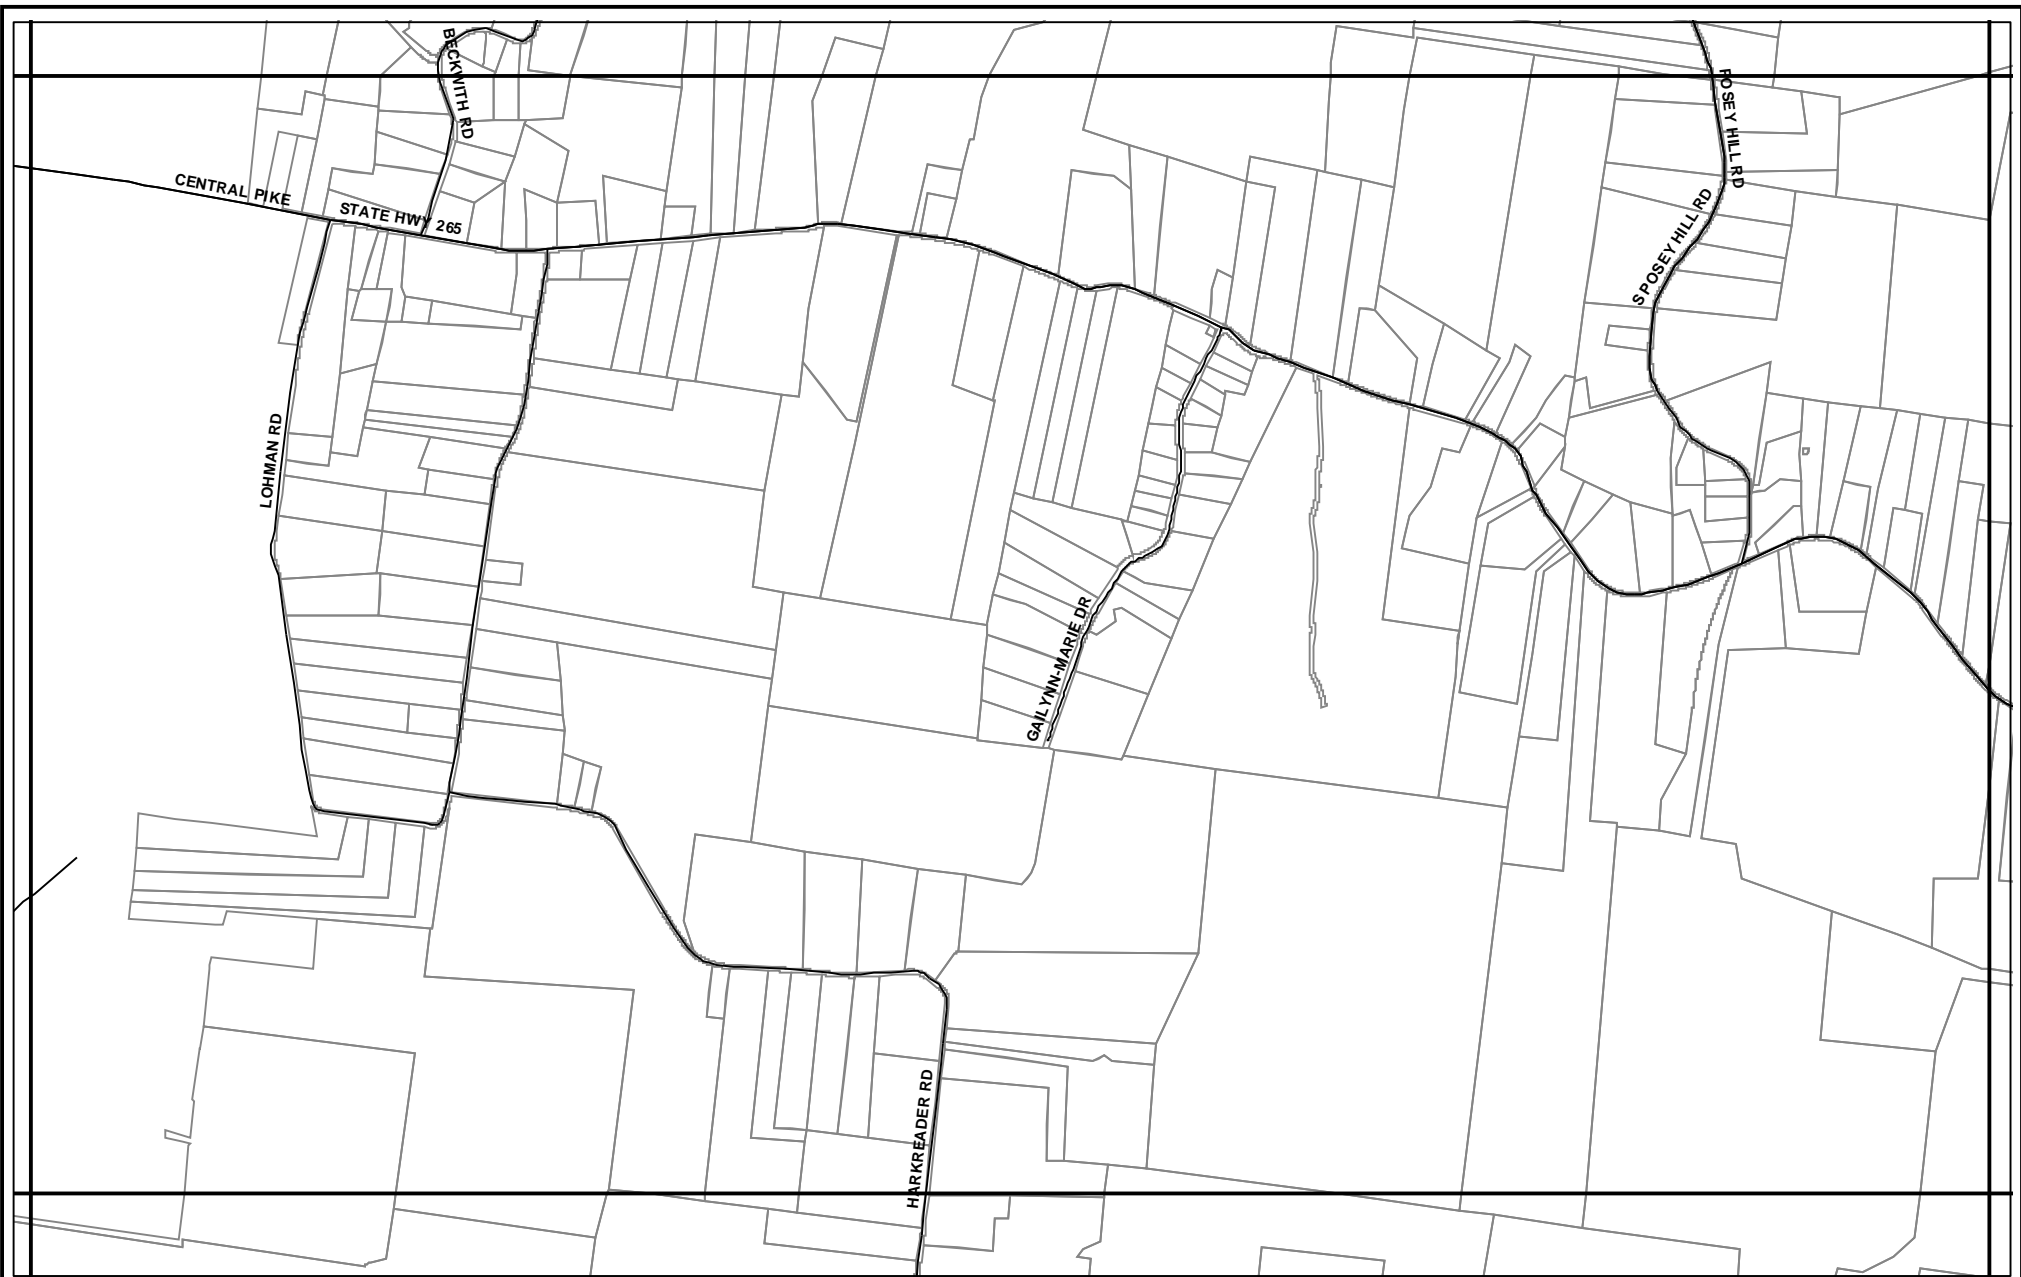 BECKWITH RD
POSEY HILL RD
CENTRAL PIKE
STATE HWY 265
S POSEY HILL RD
LOHMAN RD
GAILYNN-MARIE DR
HARKREADER RD